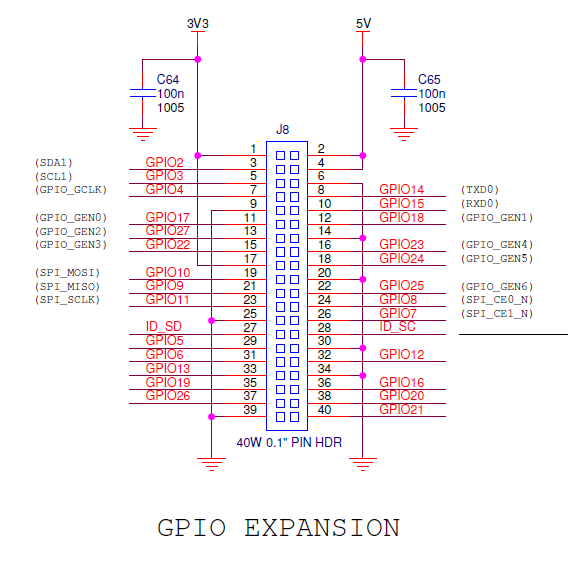 3V3 5V
C64 C65
100n 100n
1005 1005
J8
1 2
(SDA1) GPIO2 3 4
(SCL1) GPIO3 5 6
(GPIO_GCLK) GPIO4 7 8 GPIO14 (TXD0)
9 10 GPIO15 (RXD0)
(GPIO_GEN0) GPIO17 11 12 GPIO18 (GPIO_GEN1)
(GPIO_GEN2) GPIO27 13 14
(GPIO_GEN3) GPIO22 15 16 GPIO23 (GPIO_GEN4)
17 18 GPIO24 (GPIO_GEN5)
(SPI_MOSI) GPIO10 19 20
(SPI_MISO) GPIO9 21 22 GPIO25 (GPIO_GEN6)
(SPI_SCLK) GPIO11 23 24 GPIO8 (SPI_CE0_N)
25 26 GPIO7 (SPI_CE1_N)
ID_SD 27 28 ID_SC
GPIO5 29 30
GPIO6 31 32 GPIO12
GPIO13 33 34
GPIO19 35 36 GPIO16
GPIO26 37 38 GPIO20
39 40 GPIO21
40W 0.1" PIN HDR
GPIO EXPANSION